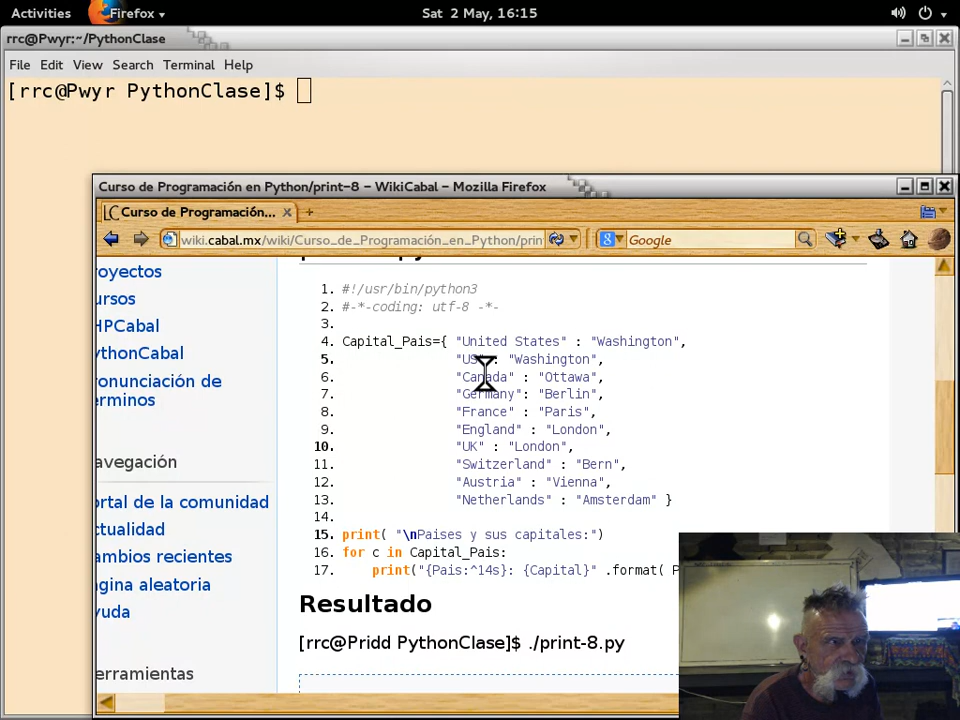 Activities Firefox Sat 2 May, 16:15
rrc@Pwyr:~/PythonClase
File Edit View Search Terminal Help
[rrc@Pwyr PythonClase]$
Curso de Programación en Python/print-8 – WikiCabal – Mozilla Firefox
Curso de Programación...
wiki.cabal.mx/wiki/Curso_de_Programación_en_Python/prin
Google
royectos
ursos
HPCabal
ythonCabal
ronunciación de
erminos
avegación
ortal de la comunidad
ctualidad
ambios recientes
gina aleatoria
yuda
erramientas
1. #!/usr/bin/python3
2. #-*-coding: utf-8 -*-
3.
4. Capital_Pais={ "United States" : "Washington",
5. "US" : "Washington",
6. "Canada" : "Ottawa",
7. "Germany": "Berlin",
8. "France" : "Paris",
9. "England" : "London",
10. "UK" : "London",
11. "Switzerland" : "Bern",
12. "Austria" : "Vienna",
13. "Netherlands" : "Amsterdam" }
14.
15. print( "\nPaises y sus capitales:")
16. for c in Capital_Pais:
17. print("{Pais:^14s}: {Capital}" .format( P
Resultado
[rrc@Pridd PythonClase]$ ./print-8.py